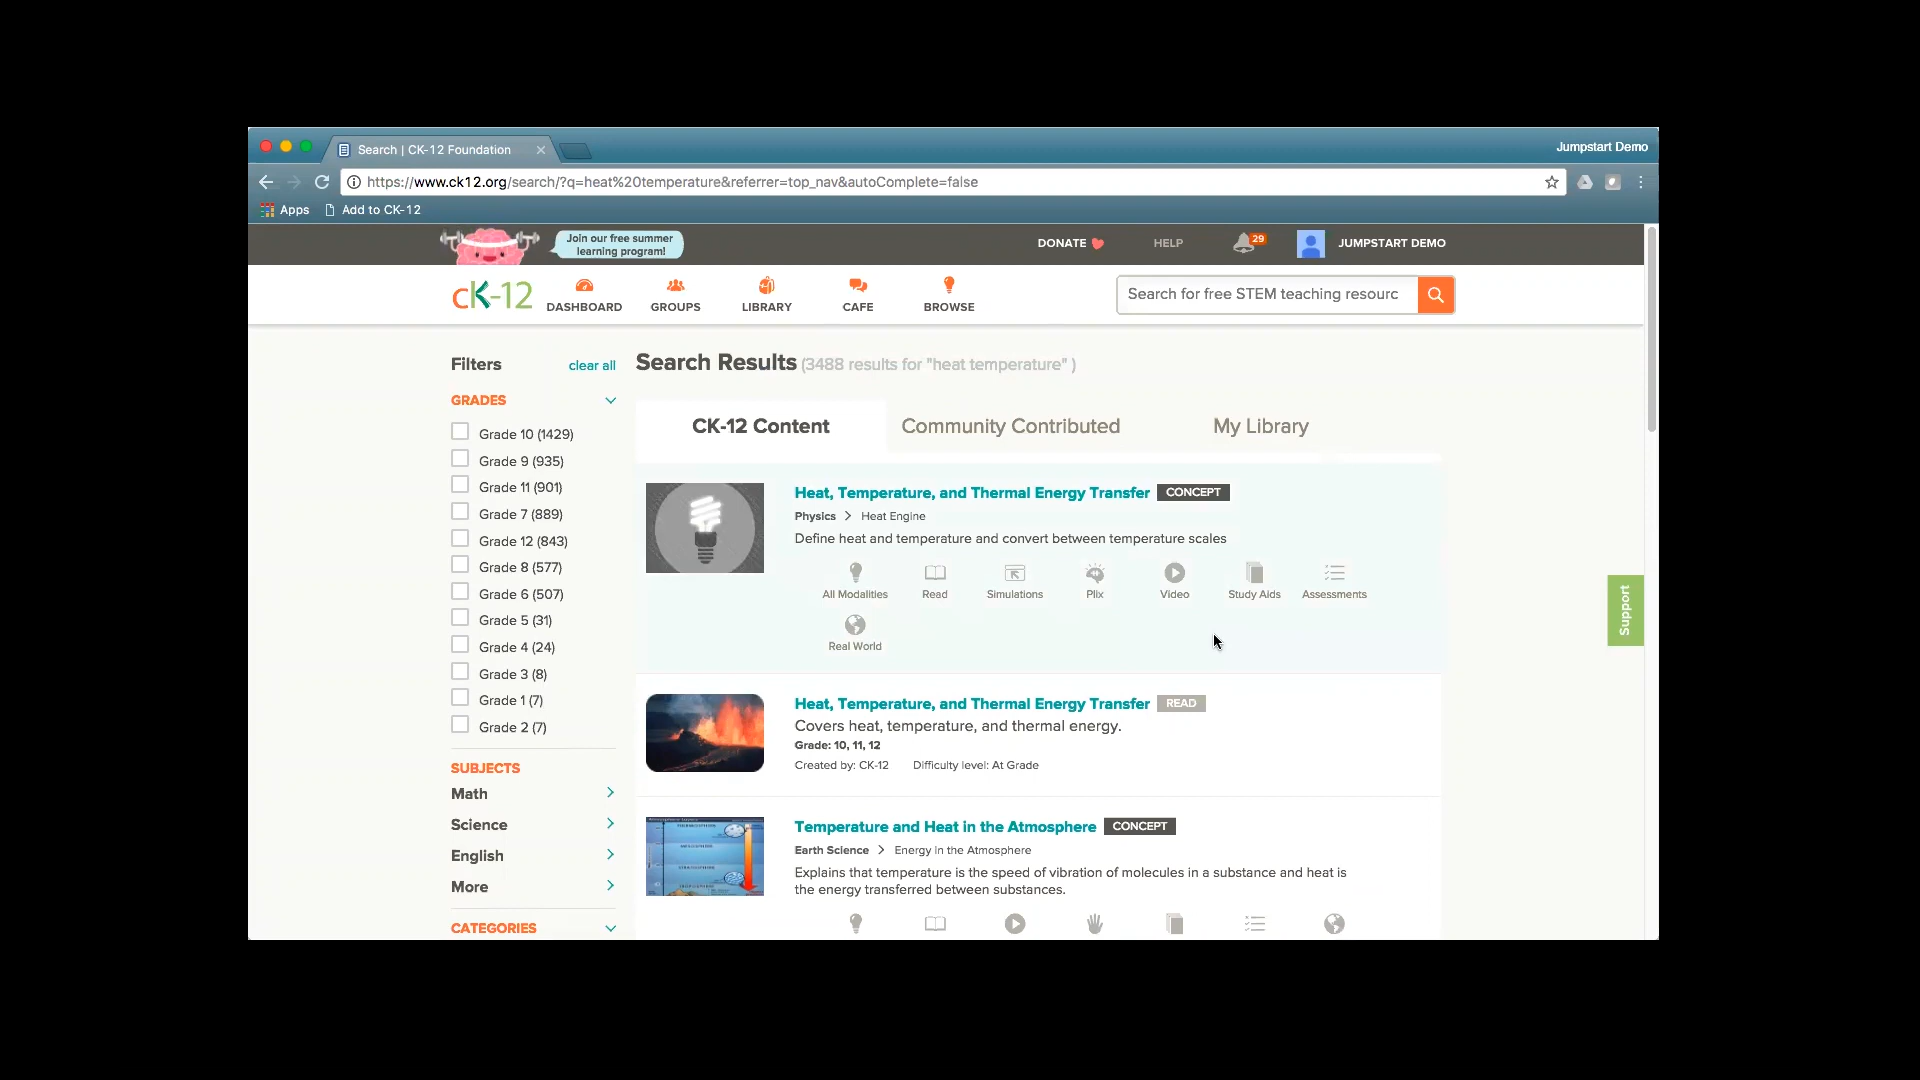 Search | CK-12 Foundation
Jumpstart Demo
https://www.ck12.org/search/?q=heat%20temperature&referrer=top_nav&autoComplete=false
Apps
Add to CK-12
Join our free summer
learning program!
DONATE
HELP
29
JUMPSTART DEMO
cK-12
DASHBOARD
GROUPS
LIBRARY
CAFE
BROWSE
Search for free STEM teaching resourc
Filters
clear all
GRADES
Grade 10 (1429)
Grade 9 (935)
Grade 11 (901)
Grade 7 (889)
Grade 12 (843)
Grade 8 (577)
Grade 6 (507)
Grade 5 (31)
Grade 4 (24)
Grade 3 (8)
Grade 1 (7)
Grade 2 (7)
SUBJECTS
Math
Science
English
More
CATEGORIES
Search Results (3488 results for "heat temperature" )
CK-12 Content
Community Contributed
My Library
Heat, Temperature, and Thermal Energy Transfer CONCEPT
Physics > Heat Engine
Define heat and temperature and convert between temperature scales
All Modalities
Read
Simulations
Plix
Video
Study Aids
Assessments
Real World
Heat, Temperature, and Thermal Energy Transfer READ
Covers heat, temperature, and thermal energy.
Grade: 10, 11, 12
Created by: CK-12 Difficulty level: At Grade
Temperature and Heat in the Atmosphere CONCEPT
Earth Science > Energy in the Atmosphere
Explains that temperature is the speed of vibration of molecules in a substance and heat is
the energy transferred between substances.
Support